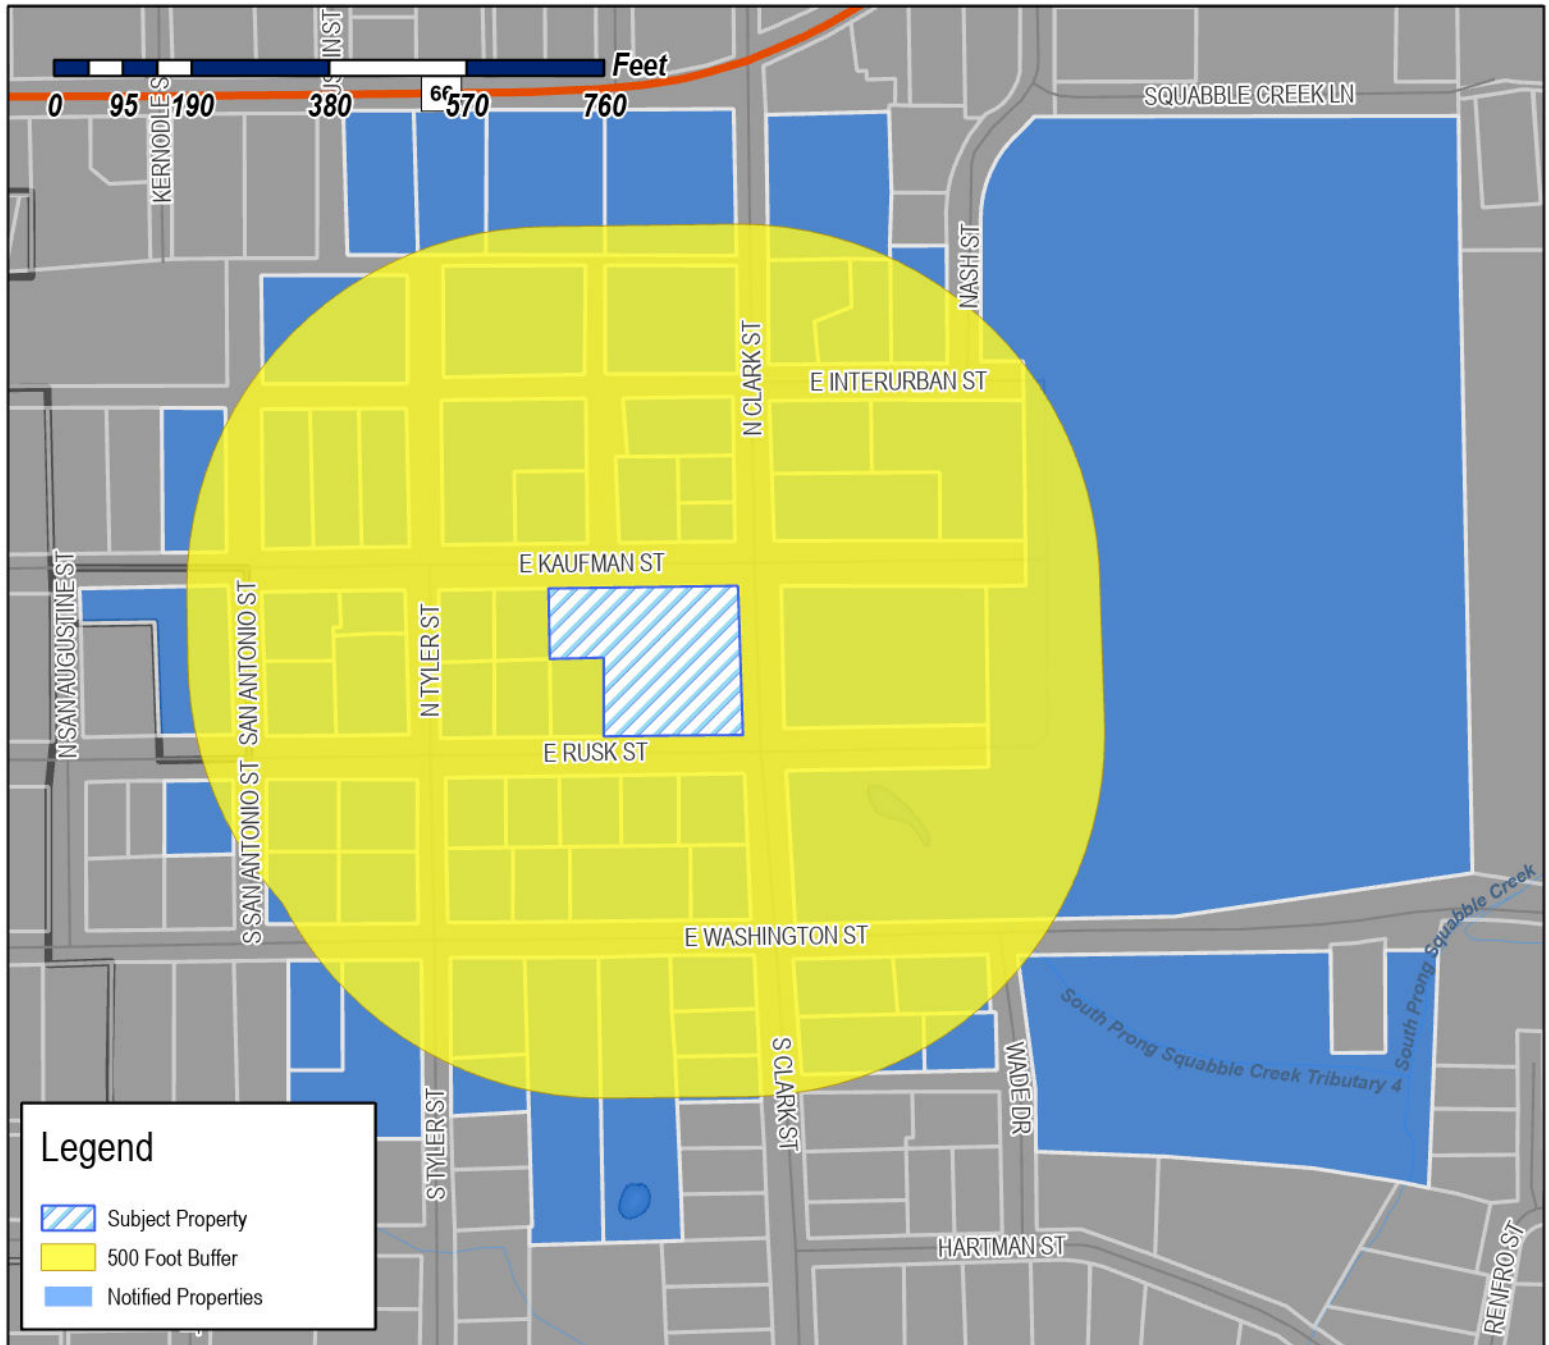 Feet
0 95 190 380 570 760
66
KERNODLE S
SQUABBLE CREEK LN
NASH ST
N CLARK ST
E INTERURBAN ST
E KAUFMAN ST
N SAN AUGUSTINE ST
SAN ANTONIO ST
N TYLER ST
E RUSK ST
S SAN ANTONIO ST
E WASHINGTON ST
South Prong Squabble Creek
South Prong Squabble Creek Tributary 4
S CLARK ST
WADE DR
S TYLER ST
HARTMAN ST
RENFRO ST
Legend
Subject Property
500 Foot Buffer
Notified Properties